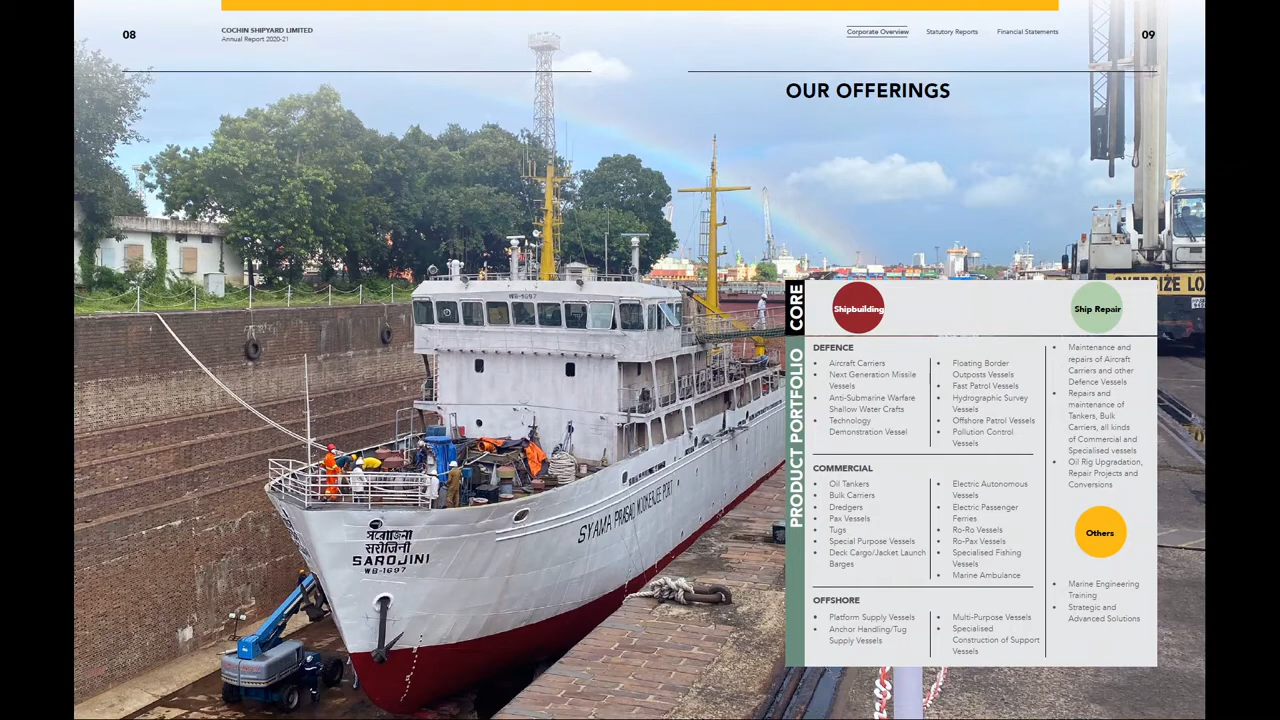 08
COCHIN SHIPYARD LIMITED
Annual Report 2020-21
Corporate Overview
Statutory Reports
Financial Statements
09
OUR OFFERINGS
WB-1697
সরোজিনী
सरोजिनी
SAROJINI
WB-1697
SYAMA PRASAD MOOKERJEE PORT
OVERSIZE LO
CORE
PRODUCT PORTFOLIO
Shipbuilding
DEFENCE
• Aircraft Carriers
• Next Generation Missile
Vessels
• Anti-Submarine Warfare
Shallow Water Crafts
• Technology
Demonstration Vessel
• Floating Border
Outposts Vessels
• Fast Patrol Vessels
• Hydrographic Survey
Vessels
• Offshore Patrol Vessels
• Pollution Control
Vessels
COMMERCIAL
• Oil Tankers
• Bulk Carriers
• Dredgers
• Pax Vessels
• Tugs
• Special Purpose Vessels
• Deck Cargo/Jacket Launch
Barges
• Electric Autonomous
Vessels
• Electric Passenger
Ferries
• Ro-Ro Vessels
• Ro-Pax Vessels
• Specialised Fishing
Vessels
• Marine Ambulance
OFFSHORE
• Platform Supply Vessels
• Anchor Handling/Tug
Supply Vessels
• Multi-Purpose Vessels
• Specialised
Construction of Support
Vessels
Ship Repair
• Maintenance and
repairs of Aircraft
Carriers and other
Defence Vessels
• Repairs and
maintenance of
Tankers, Bulk
Carriers, all kinds
of Commercial and
Specialised vessels
• Oil Rig Upgradation,
Repair Projects and
Conversions
Others
• Marine Engineering
Training
• Strategic and
Advanced Solutions